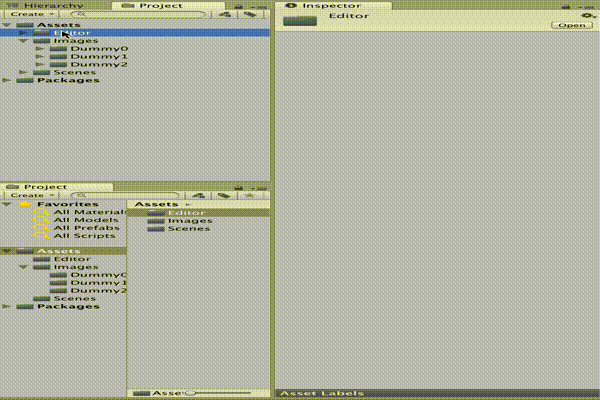 Hierarchy
Project
Create
Assets
Editor
Images
Dummy0
Dummy1
Dummy2
Scenes
Packages
Project
Create
Favorites
All Materials
All Models
All Prefabs
All Scripts
Assets
Editor
Images
Dummy0
Dummy1
Dummy2
Scenes
Packages
Assets
Editor
Images
Scenes
Asse
Inspector
Editor
Open
Asset Labels